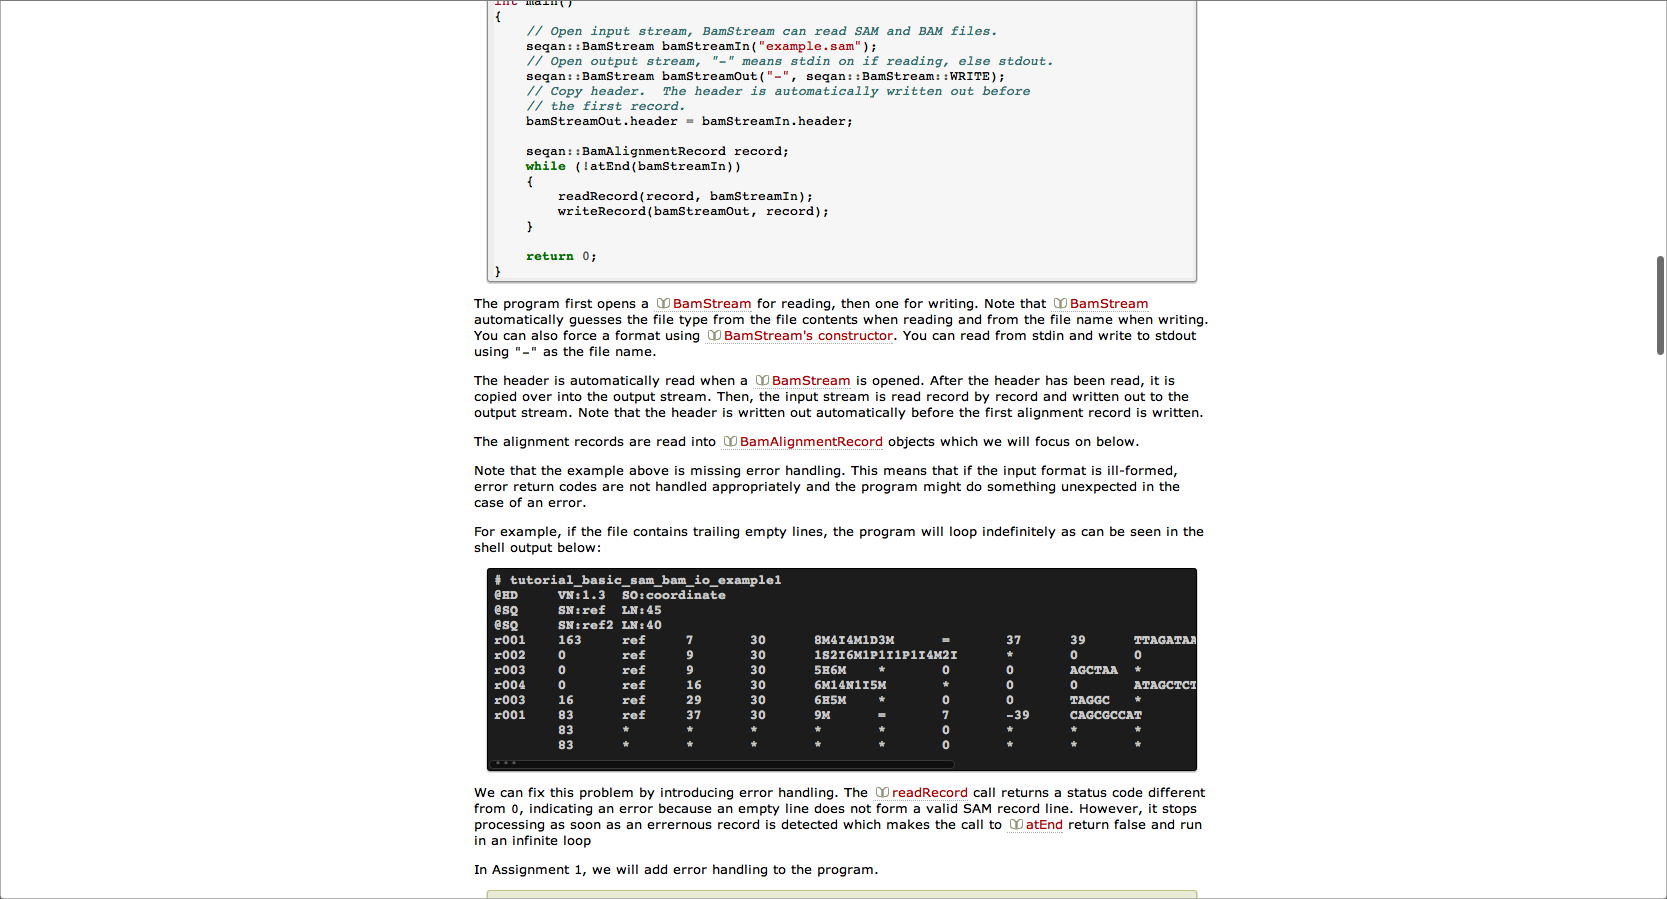 int main()
{
// Open input stream, BamStream can read SAM and BAM files.
seqan::BamStream bamStreamIn("example.sam");
// Open output stream, "-" means stdin on if reading, else stdout.
seqan::BamStream bamStreamOut("-", seqan::BamStream::WRITE);
// Copy header.  The header is automatically written out before
// the first record.
bamStreamOut.header = bamStreamIn.header;
seqan::BamAlignmentRecord record;
while (!atEnd(bamStreamIn))
{
readRecord(record, bamStreamIn);
writeRecord(bamStreamOut, record);
}
return 0;
}
The program first opens a BamStream for reading, then one for writing. Note that BamStream
automatically guesses the file type from the file contents when reading and from the file name when writing.
You can also force a format using BamStream's constructor. You can read from stdin and write to stdout
using "-" as the file name.
The header is automatically read when a BamStream is opened. After the header has been read, it is
copied over into the output stream. Then, the input stream is read record by record and written out to the
output stream. Note that the header is written out automatically before the first alignment record is written.
The alignment records are read into BamAlignmentRecord objects which we will focus on below.
Note that the example above is missing error handling. This means that if the input format is ill-formed,
error return codes are not handled appropriately and the program might do something unexpected in the
case of an error.
For example, if the file contains trailing empty lines, the program will loop indefinitely as can be seen in the
shell output below:
# tutorial_basic_sam_bam_io_example1
@HD VN:1.3 SO:coordinate
@SQ SN:ref LN:45
@SQ SN:ref2 LN:40
r001 163 ref 7 30 8M4I4M1D3M = 37 39 TTAGATAA
r002 0 ref 9 30 1S2I6M1P1I1P1I4M2I * 0 0
r003 0 ref 9 30 5H6M * 0 0 AGCTAA *
r004 0 ref 16 30 6M14N1I5M * 0 0 ATAGCTCT
r003 16 ref 29 30 6H5M * 0 0 TAGGC *
r001 83 ref 37 30 9M = 7 -39 CAGCGCCAT
83 * * * * * 0 * * *
83 * * * * * 0 * * *
...
We can fix this problem by introducing error handling. The readRecord call returns a status code different
from 0, indicating an error because an empty line does not form a valid SAM record line. However, it stops
processing as soon as an errernous record is detected which makes the call to atEnd return false and run
in an infinite loop
In Assignment 1, we will add error handling to the program.